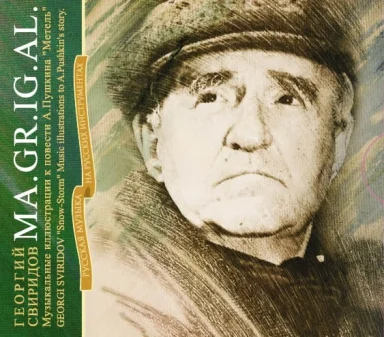 ГЕОРГИЙ
СВИРИДОВ
MA.GR.IG.AL.
Музыкальные иллюстрации к повести А.Пушкина "Метель"
GEORGI SVIRIDOV "Snow-Storm" Music illustrations to A.Pushkin's story.
РУССКАЯ МУЗЫКА
НА РУССКИХ ИНСТРУМЕНТАХ